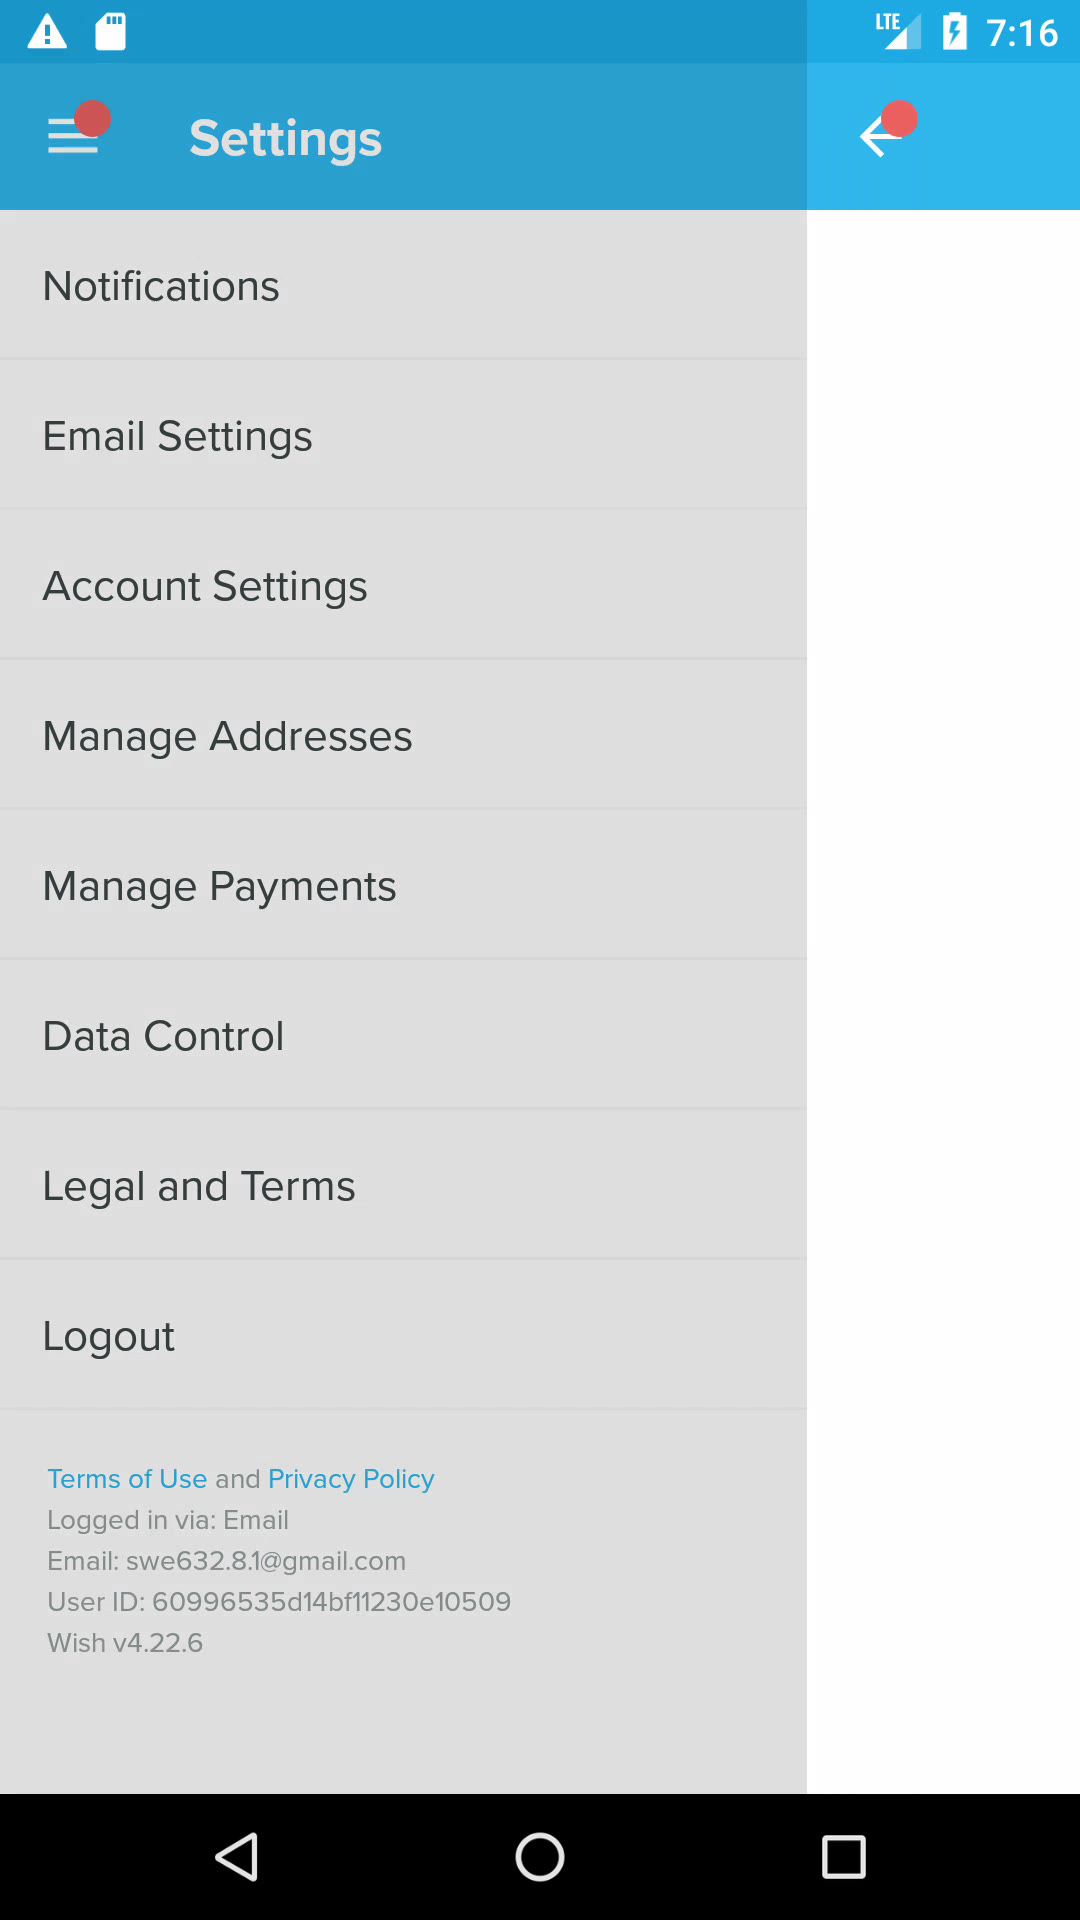 LTE 7:16
Settings
Notifications
Email Settings
Account Settings
Manage Addresses
Manage Payments
Data Control
Legal and Terms
Logout
Terms of Use and Privacy Policy
Logged in via: Email
Email: swe632.8.1@gmail.com
User ID: 60996535d14bf11230e10509
Wish v4.22.6